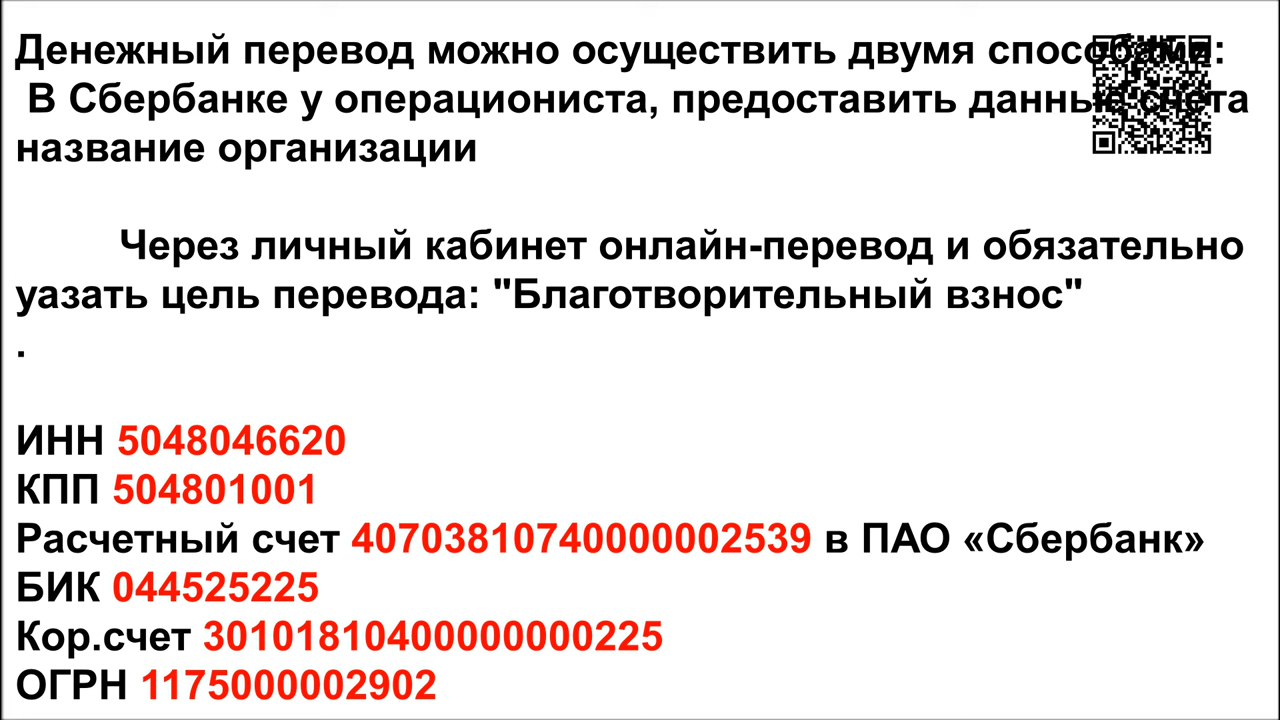 Денежный перевод можно осуществить двумя способами:
В Сбербанке у операциониста, предоставить данные счета
название организации
Через личный кабинет онлайн-перевод и обязательно
уазать цель перевода: "Благотворительный взнос"
.
ИНН 5048046620
КПП 504801001
Расчетный счет 40703810740000002539 в ПАО «Сбербанк»
БИК 044525225
Кор.счет 30101810400000000225
ОГРН 1175000002902